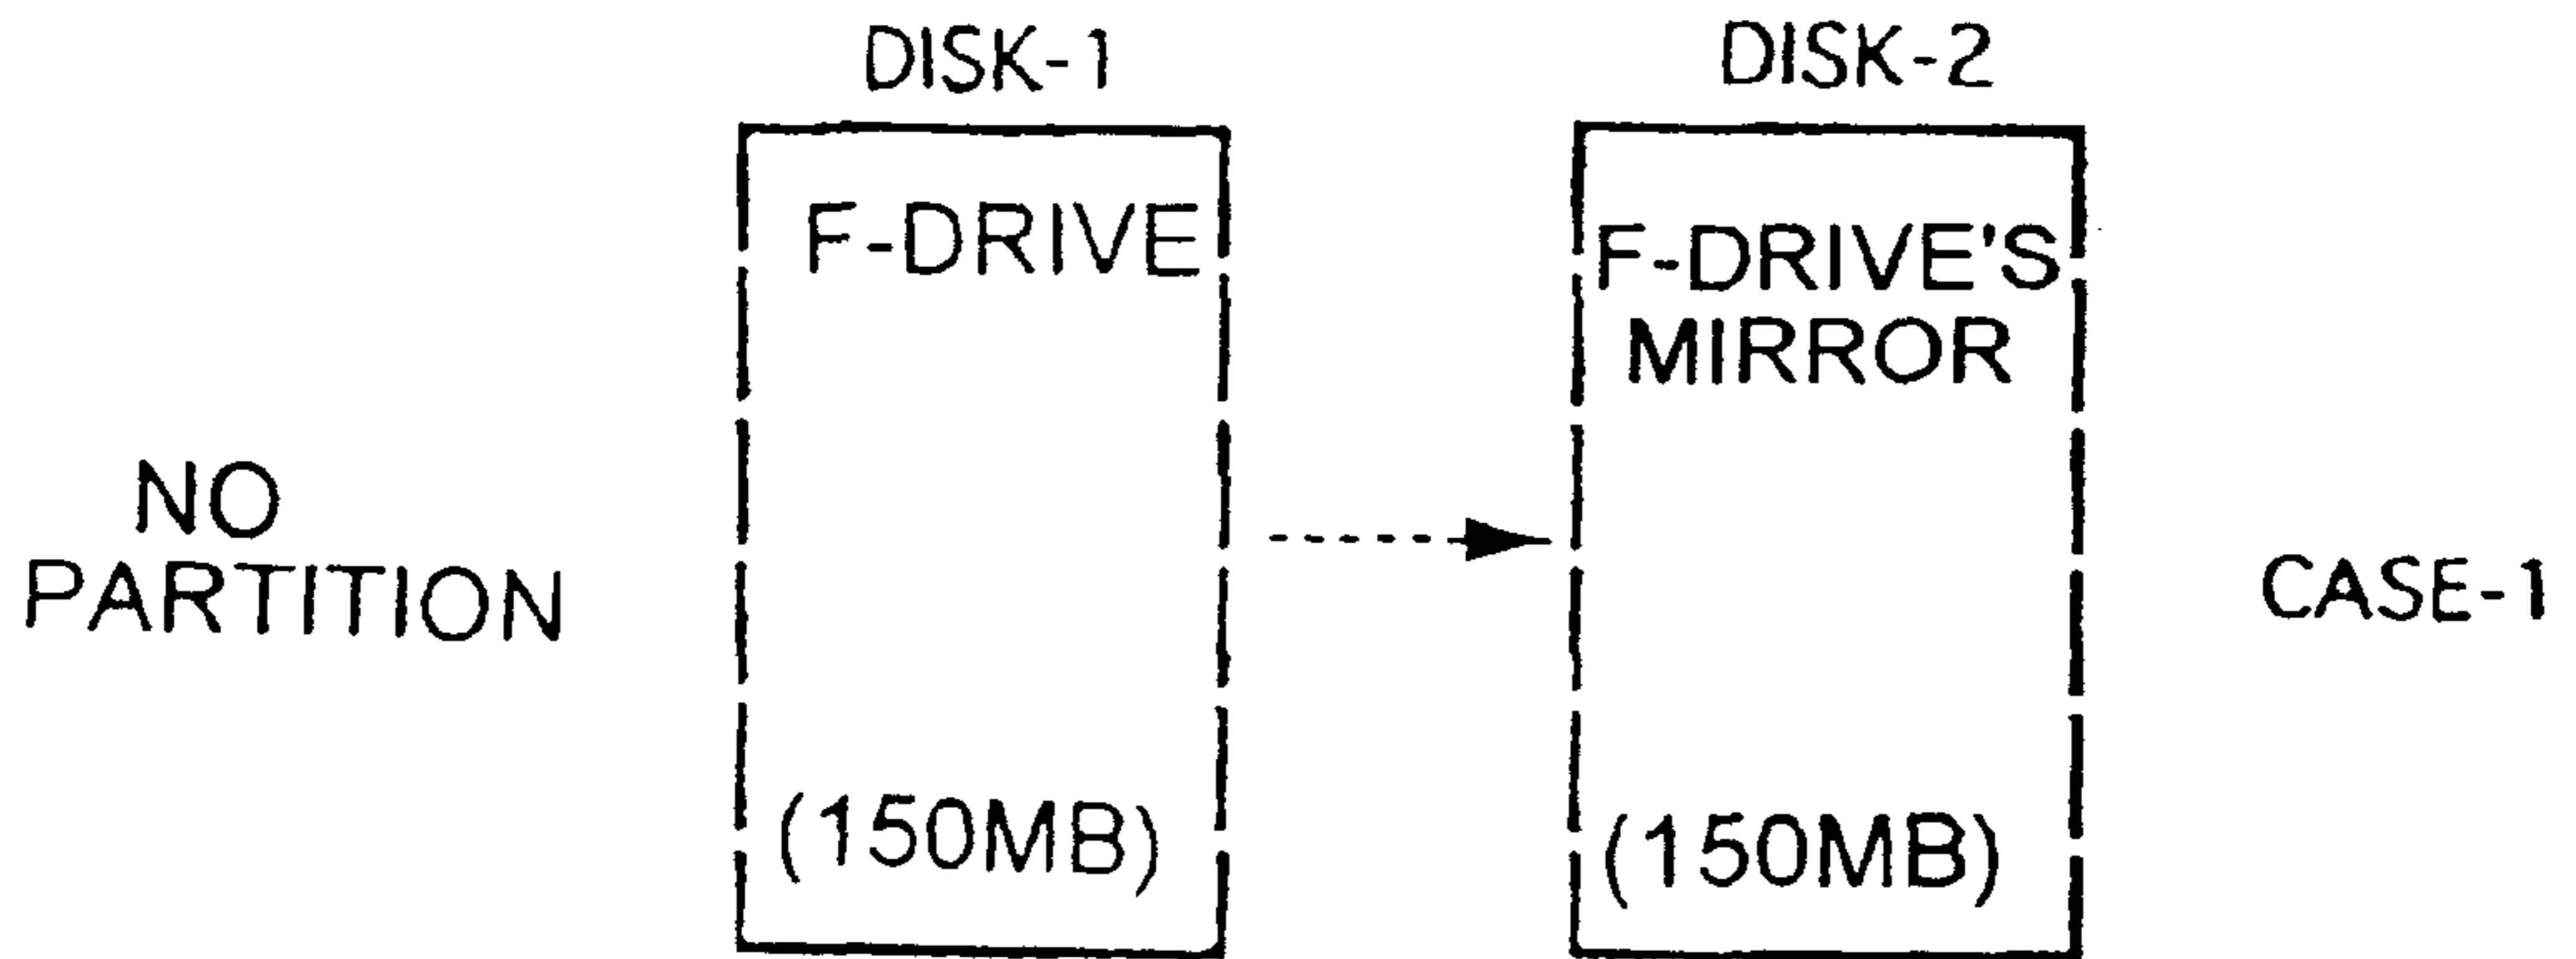 DISK-1
DISK-2
F-DRIVE
F-DRIVE'S
MIRROR
NO
PARTITION
CASE-1
(150MB)
(150MB)